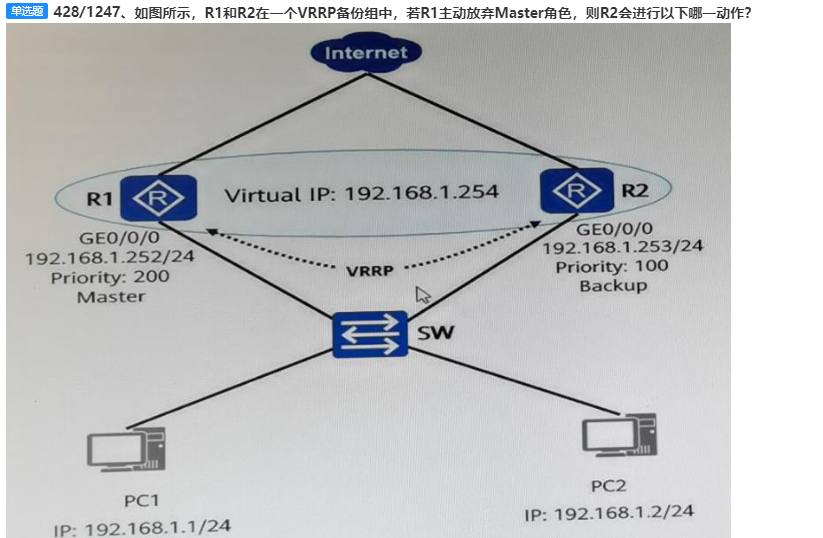 单选题 428/1247、如图所示，R1和R2在一个VRRP备份组中，若R1主动放弃Master角色，则R2会进行以下哪一动作?
Internet
R1 Virtual IP: 192.168.1.254 R2
GE0/0/0
192.168.1.252/24
Priority: 200
Master
GE0/0/0
192.168.1.253/24
Priority: 100
Backup
VRRP
SW
PC1
IP: 192.168.1.1/24
PC2
IP: 192.168.1.2/24